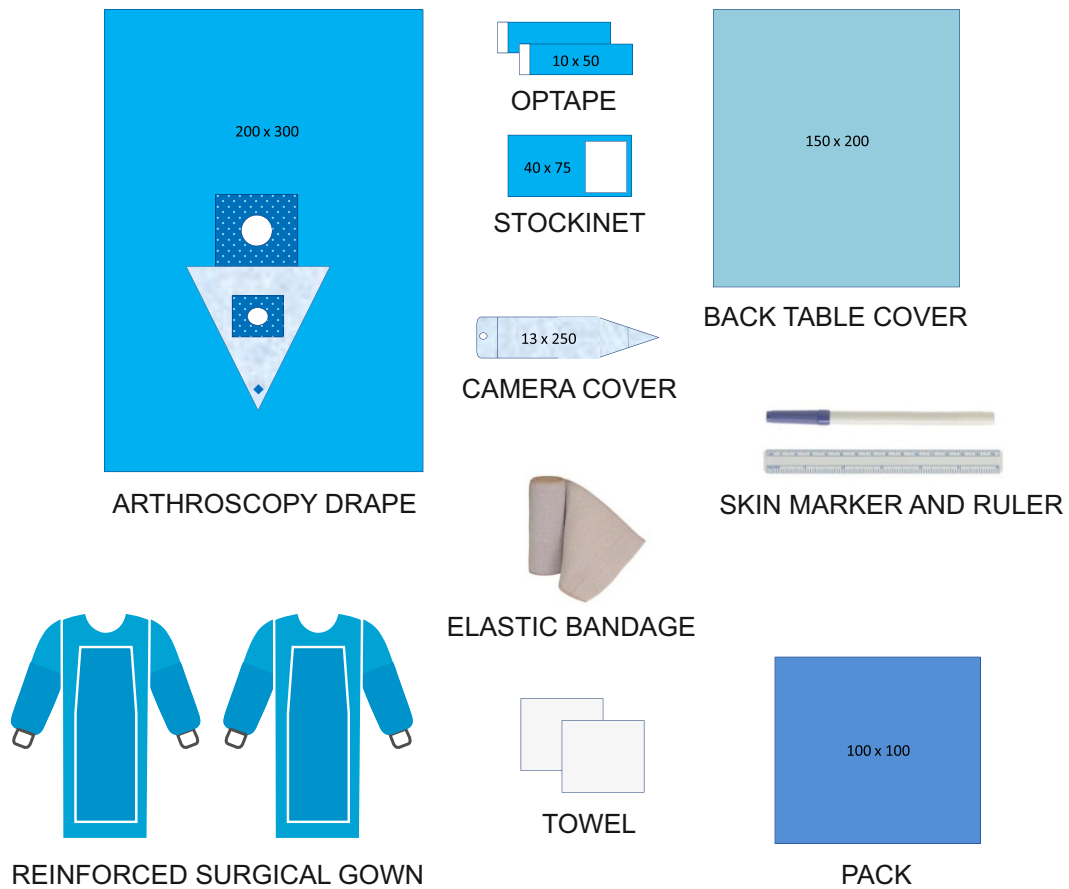 200 x 300
ARTHROSCOPY DRAPE
10 x 50
OPTAPE
40 x 75
STOCKINET
150 x 200
BACK TABLE COVER
13 x 250
CAMERA COVER
SKIN MARKER AND RULER
ELASTIC BANDAGE
REINFORCED SURGICAL GOWN
TOWEL
100 x 100
PACK